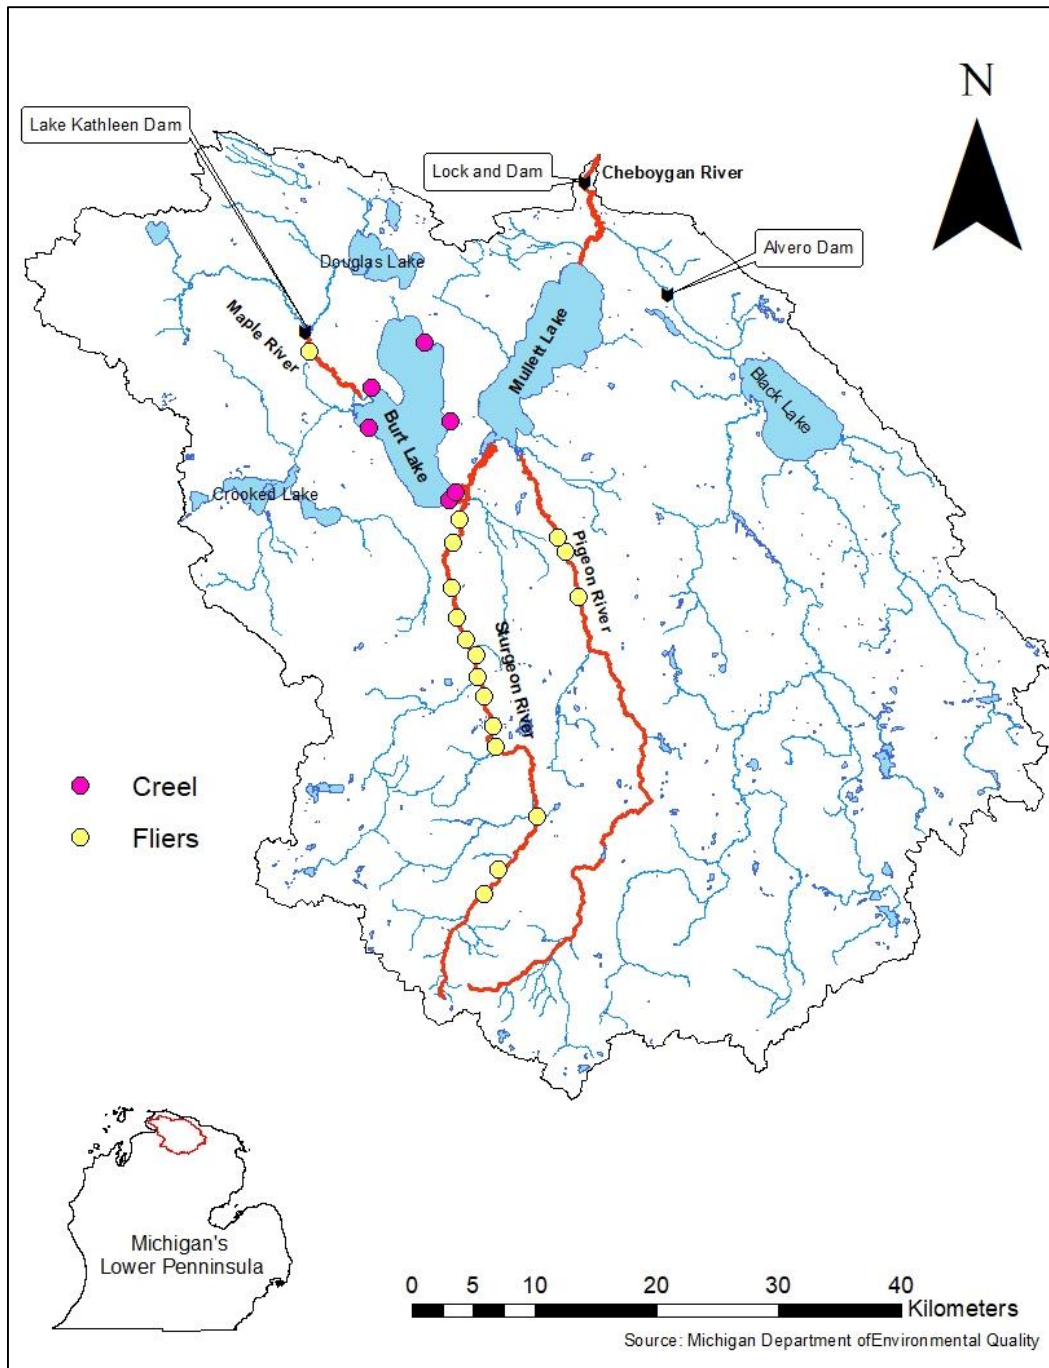 N
Lake Kathleen Dam
Lock and Dam
Cheboygan River
Alvero Dam
Douglas Lake
Maple River
Mullett Lake
Black Lake
Burt Lake
Crooked Lake
Pigeon River
Sturgeon River
Creel
Fliers
Michigan's
Lower Penninsula
0 5 10 20 30 40
Kilometers
Source: Michigan Department ofEnvironmental Quality